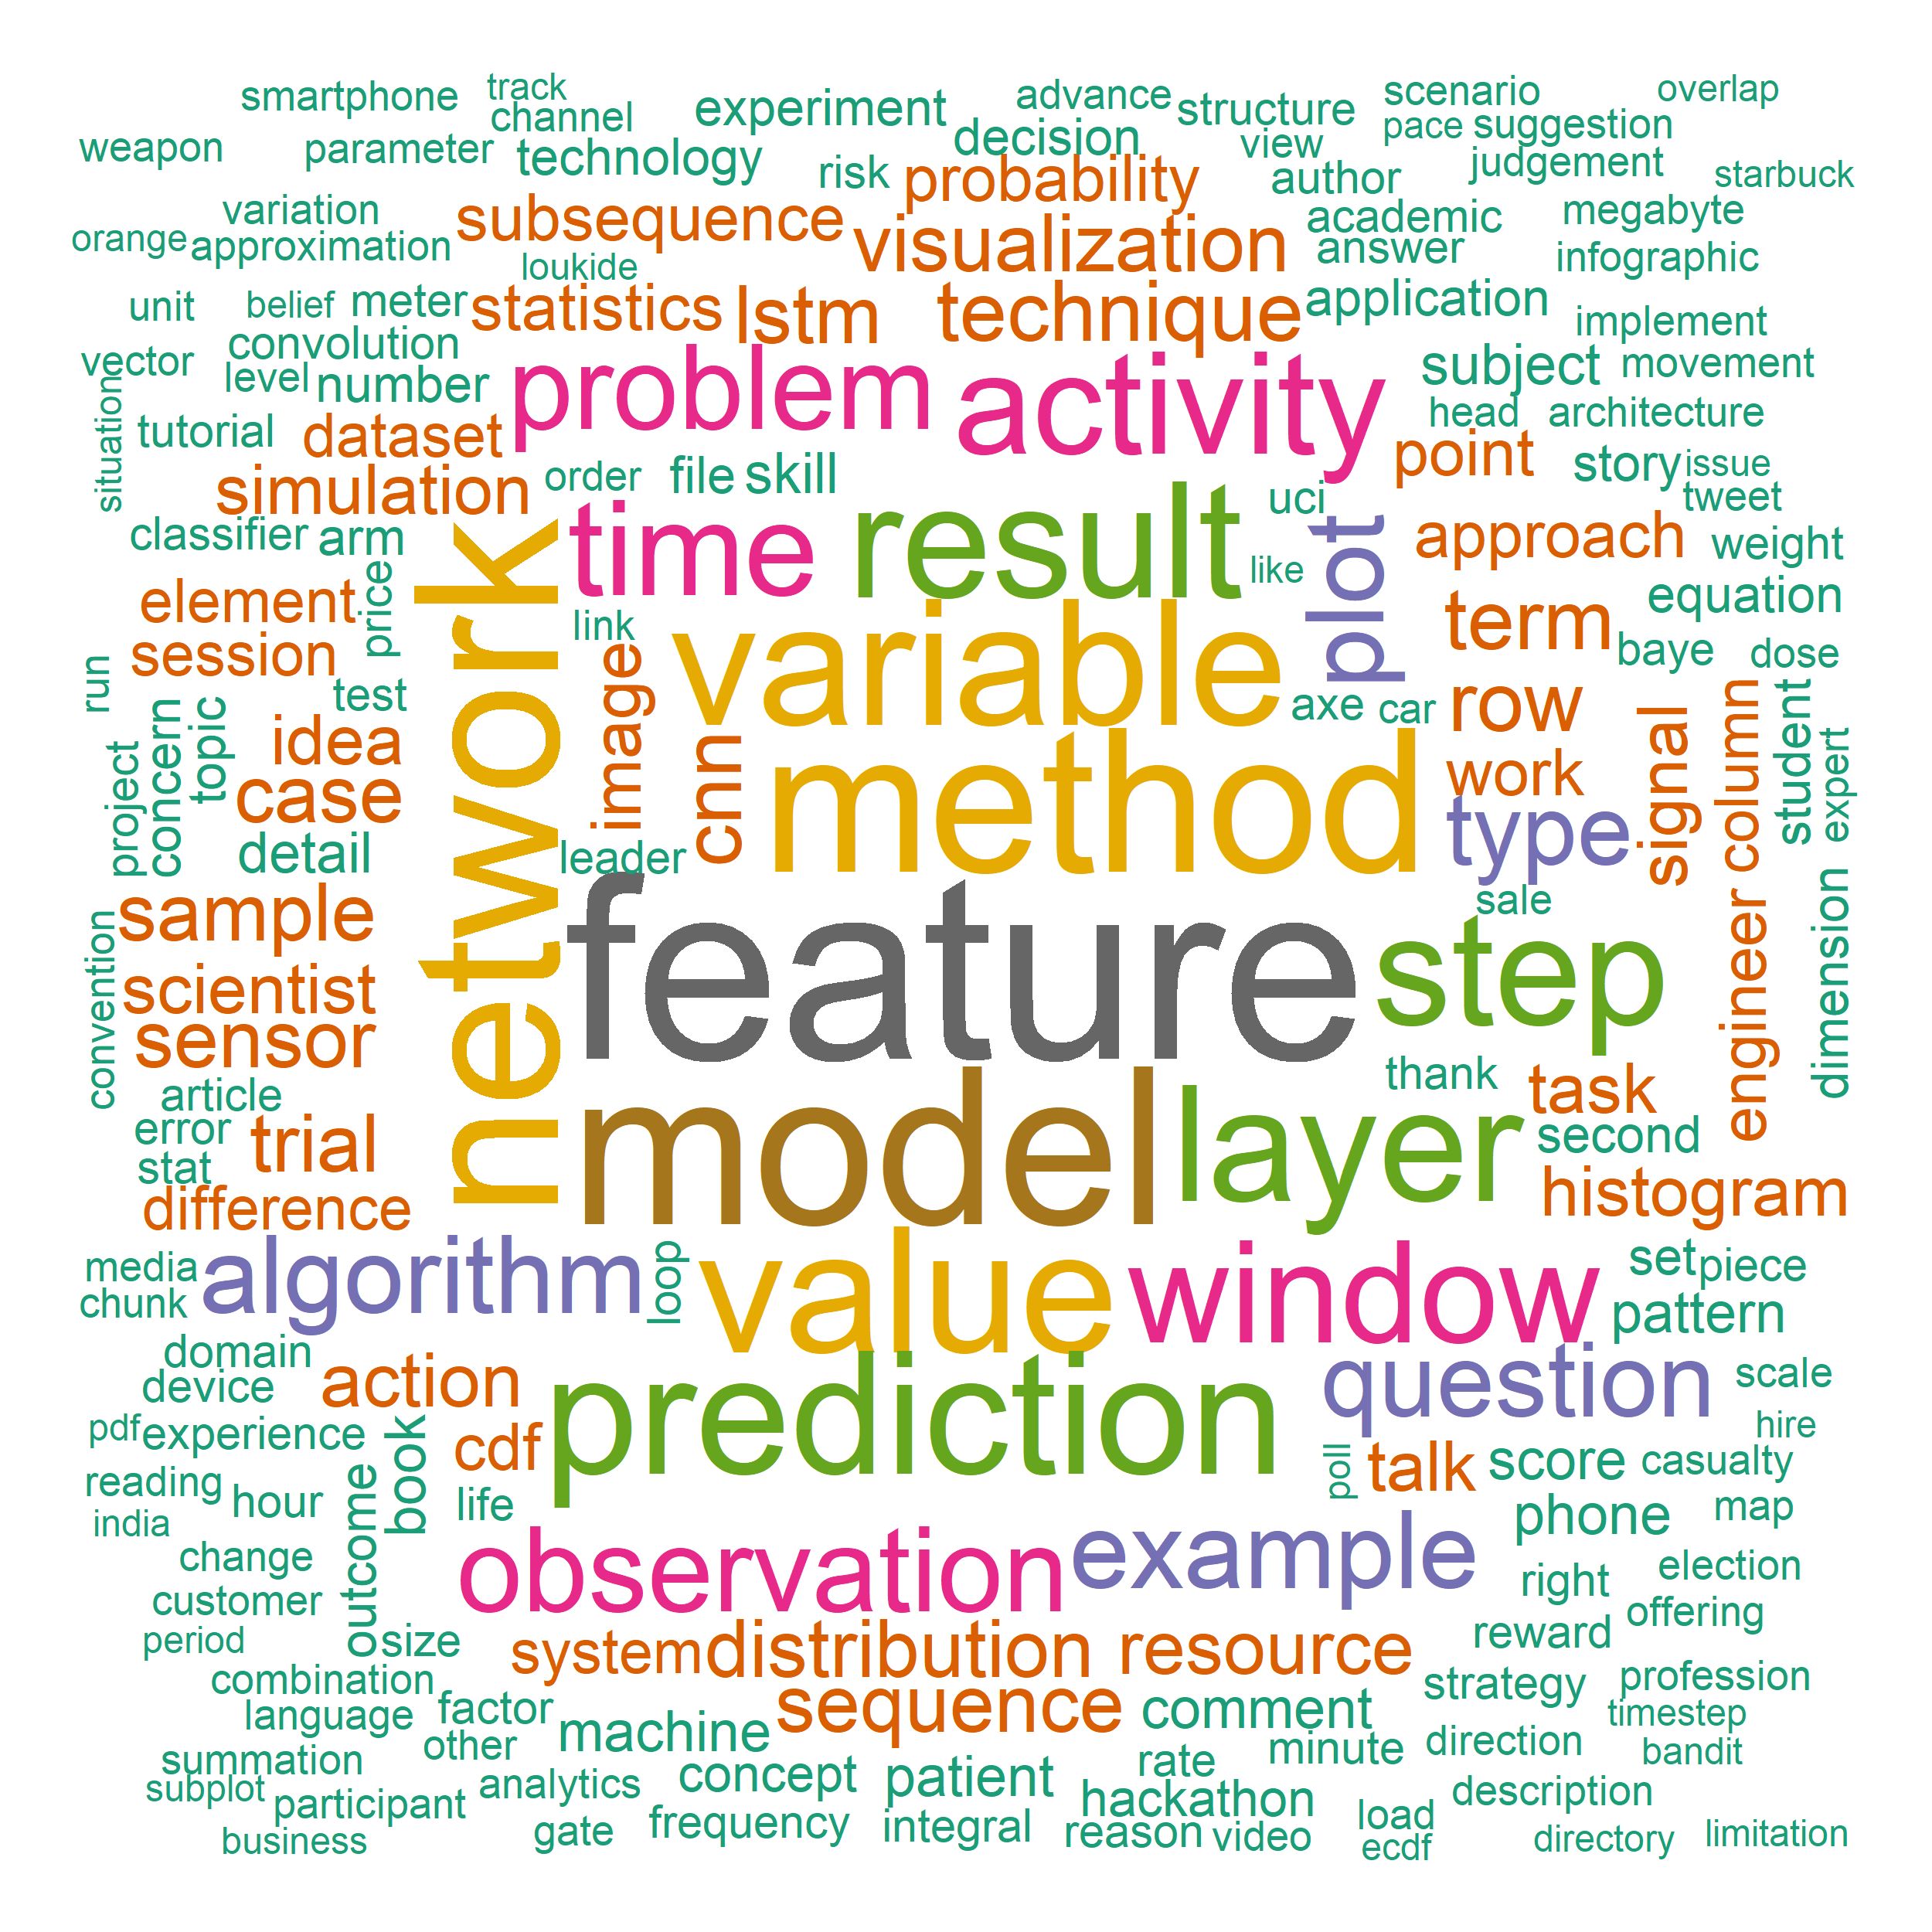 smartphone
track
channel
experiment
advance
structure
scenario
overlap
weapon
parameter
technology
decision
view
pace
suggestion
risk
probability
author
judgement
starbuck
variation
subsequence
visualization
academic
megabyte
orange
approximation
loukide
answer
infographic
unit
belief
meter
statistics
lstm
technique
application
implement
vector
convolution
level
number
problem
activity
subject
movement
situation
tutorial
dataset
head
architecture
simulation
order
file
skill
point
story
issue
tweet
classifier
arm
time
result
uci
plot
approach
weight
like
element
price
network
link
variable
term
equation
session
image
baye
dose
run
test
axe
car
row
concern
topic
idea
cnn
method
signal
column
student
project
case
work
expert
detail
leader
type
sample
feature
sale
step
engineer
dimension
convention
scientist
sensor
thank
task
article
model
layer
error
trial
second
stat
difference
histogram
media
algorithm
loop
value
window
set
piece
chunk
pattern
domain
action
prediction
question
scale
device
pdf
experience
book
cdf
poll
talk
score
hire
casualty
reading
hour
outcome
life
phone
map
india
change
observation
example
right
election
customer
offering
period
size
system
distribution
resource
reward
combination
strategy
profession
language
factor
sequence
comment
timestep
other
machine
summation
rate
minute
direction
bandit
subplot
participant
analytics
concept
patient
hackathon
description
business
gate
frequency
integral
reason
video
load
ecdf
directory
limitation